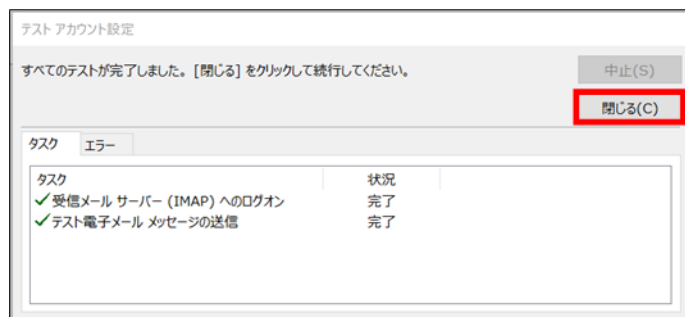 テスト アカウント設定
すべてのテストが完了しました。[閉じる] をクリックして続行してください。
中止(S)
閉じる(C)
タスク エラー
タスク 状況
受信メール サーバー (IMAP) へのログオン 完了
テスト電子メール メッセージの送信 完了